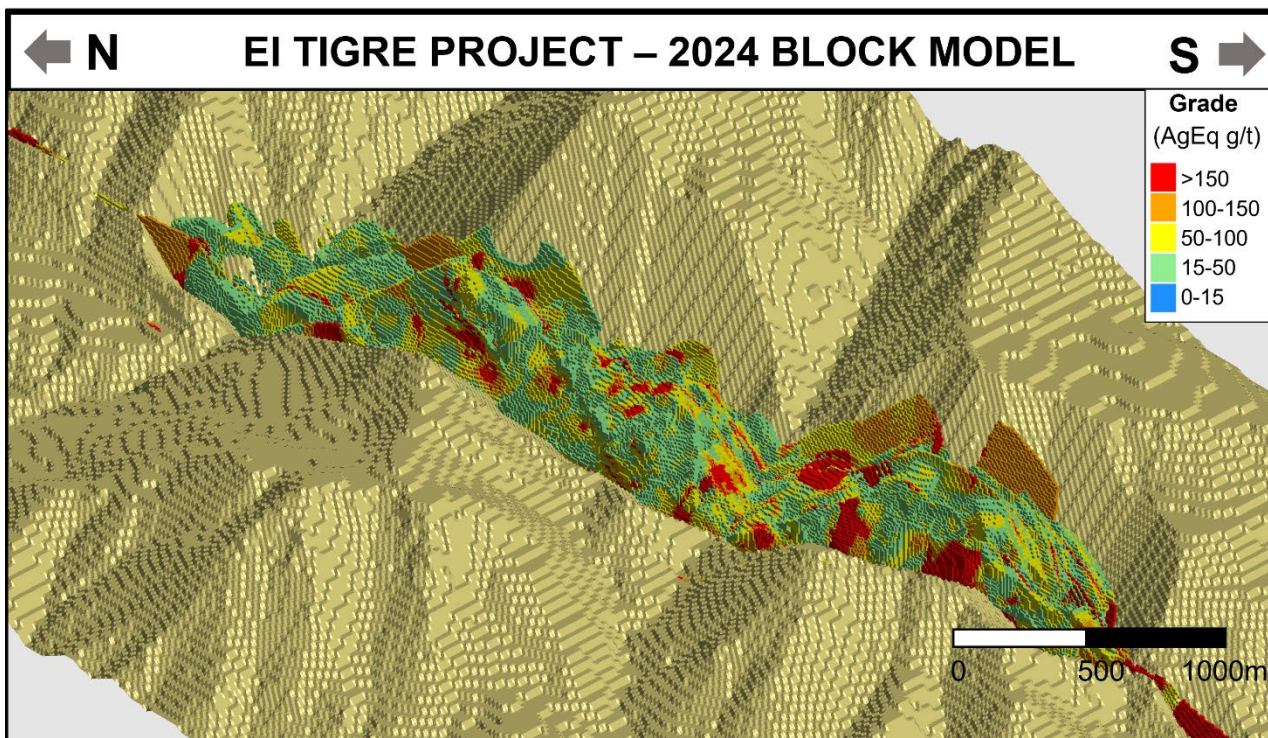 N EI TIGRE PROJECT – 2024 BLOCK MODEL S
Grade
(AgEq g/t)
>150
100-150
50-100
15-50
0-15
0 500 1000m